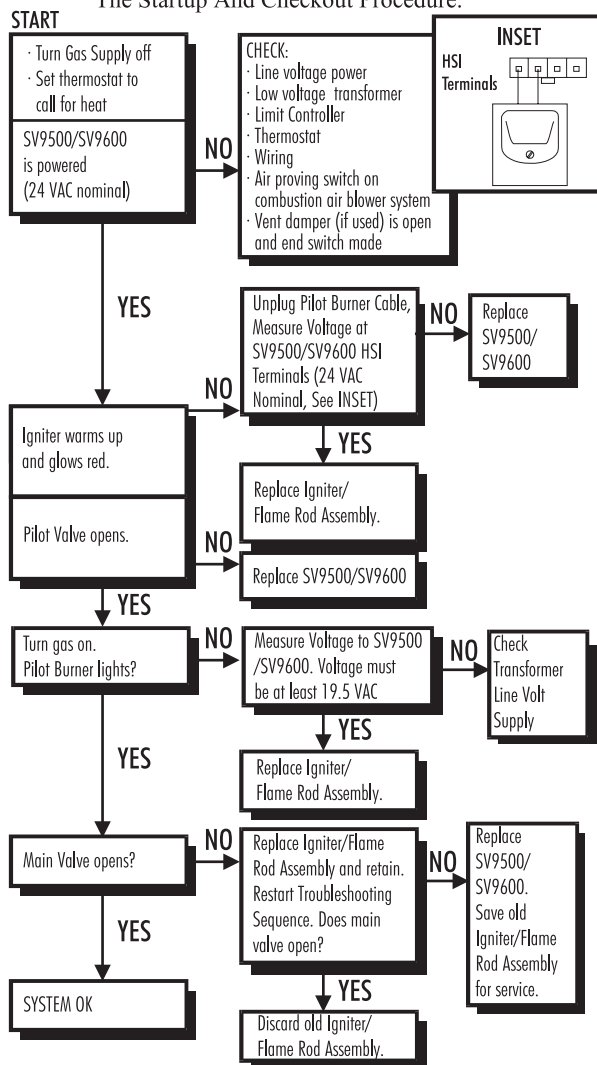 The Startup And Checkout Procedure.
START
· Turn Gas Supply off
· Set thermostat to
call for heat
SV9500/SV9600
is powered
(24 VAC nominal)
NO
CHECK:
· Line voltage power
· Low voltage transformer
· Limit Controller
· Thermostat
· Wiring
· Air proving switch on
combustion air blower system
· Vent damper (if used) is open
and end switch made
INSET
HSI
Terminals
YES
Igniter warms up
and glows red.
NO
Unplug Pilot Burner Cable,
Measure Voltage at
SV9500/SV9600 HSI
Terminals (24 VAC
Nominal, See INSET)
NO
Replace
SV9500/
SV9600
YES
Replace Igniter/
Flame Rod Assembly.
Pilot Valve opens.
NO
Replace SV9500/SV9600
YES
Turn gas on.
Pilot Burner lights?
NO
Measure Voltage to SV9500
/SV9600. Voltage must
be at least 19.5 VAC
NO
Check
Transformer
Line Volt
Supply
YES
Replace Igniter/
Flame Rod Assembly.
YES
Main Valve opens?
NO
Replace Igniter/Flame
Rod Assembly and retain.
Restart Troubleshooting
Sequence. Does main
valve open?
NO
Replace
SV9500/
SV9600.
Save old
Igniter/Flame
Rod Assembly
for service.
YES
Discard old Igniter/
Flame Rod Assembly.
YES
SYSTEM OK